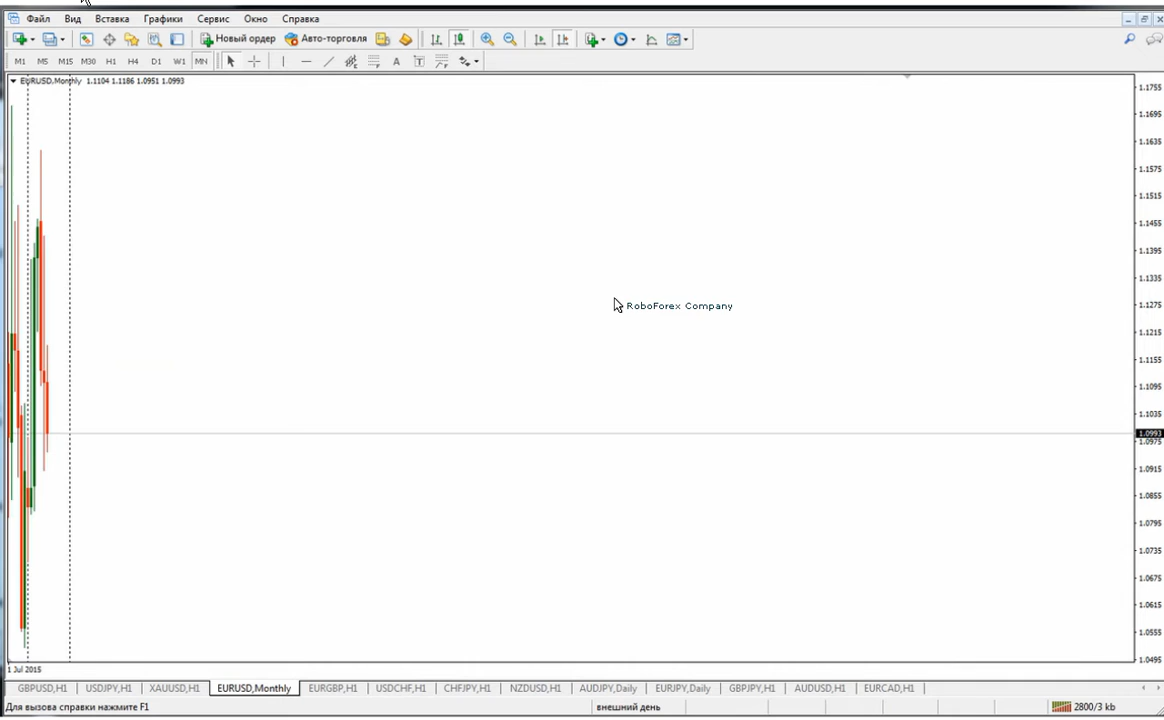 Файл Вид Вставка Графики Сервис Окно Справка
Новый ордер Авто-торговля
M1 M5 M15 M30 H1 H4 D1 W1 MN A T
EURUSD,Monthly 1.1104 1.1186 1.0951 1.0993
1.1755
1.1695
1.1635
1.1575
1.1515
1.1455
1.1395
1.1335
RoboForex Company
1.1275
1.1215
1.1155
1.1095
1.1035
1.0993
1.0975
1.0915
1.0855
1.0795
1.0735
1.0675
1.0615
1.0555
1.0495
1 Jul 2015
GBPUSD,H1 USDJPY,H1 XAUUSD,H1 EURUSD,Monthly EURGBP,H1 USDCHF,H1 CHFJPY,H1 NZDUSD,H1 AUDJPY,Daily EURJPY,Daily GBPJPY,H1 AUDUSD,H1 EURCAD,H1
Для вызова справки нажмите F1 внешний день 2800/3 kb